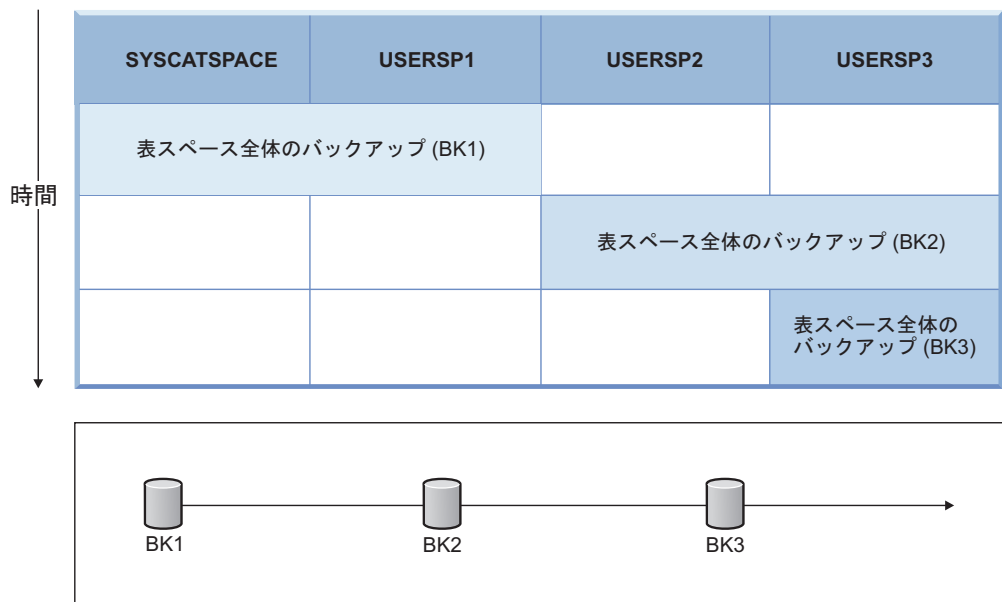 SYSCATSPACE
USERSP1
USERSP2
USERSP3
表スペース全体のバックアップ (BK1)
時間
表スペース全体のバックアップ (BK2)
表スペース全体の
バックアップ (BK3)
BK1
BK2
BK3